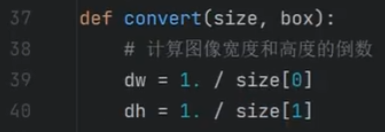 37 def convert(size, box):
38 # 计算图像宽度和高度的倒数
39 dw = 1. / size[0]
40 dh = 1. / size[1]